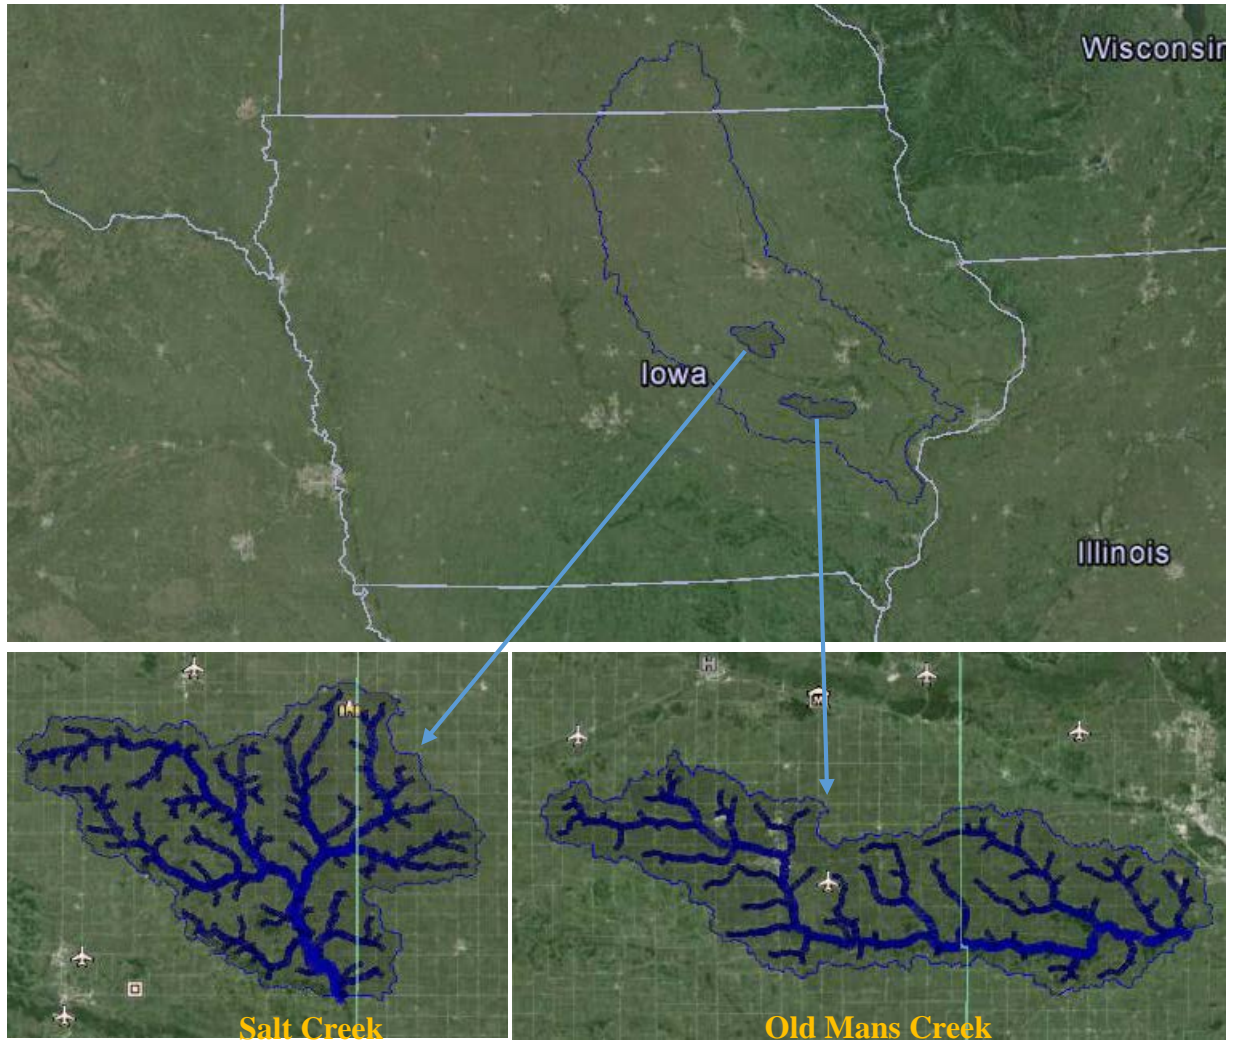 Wisconsin
Iowa
Illinois
H
M
Salt Creek
Old Mans Creek